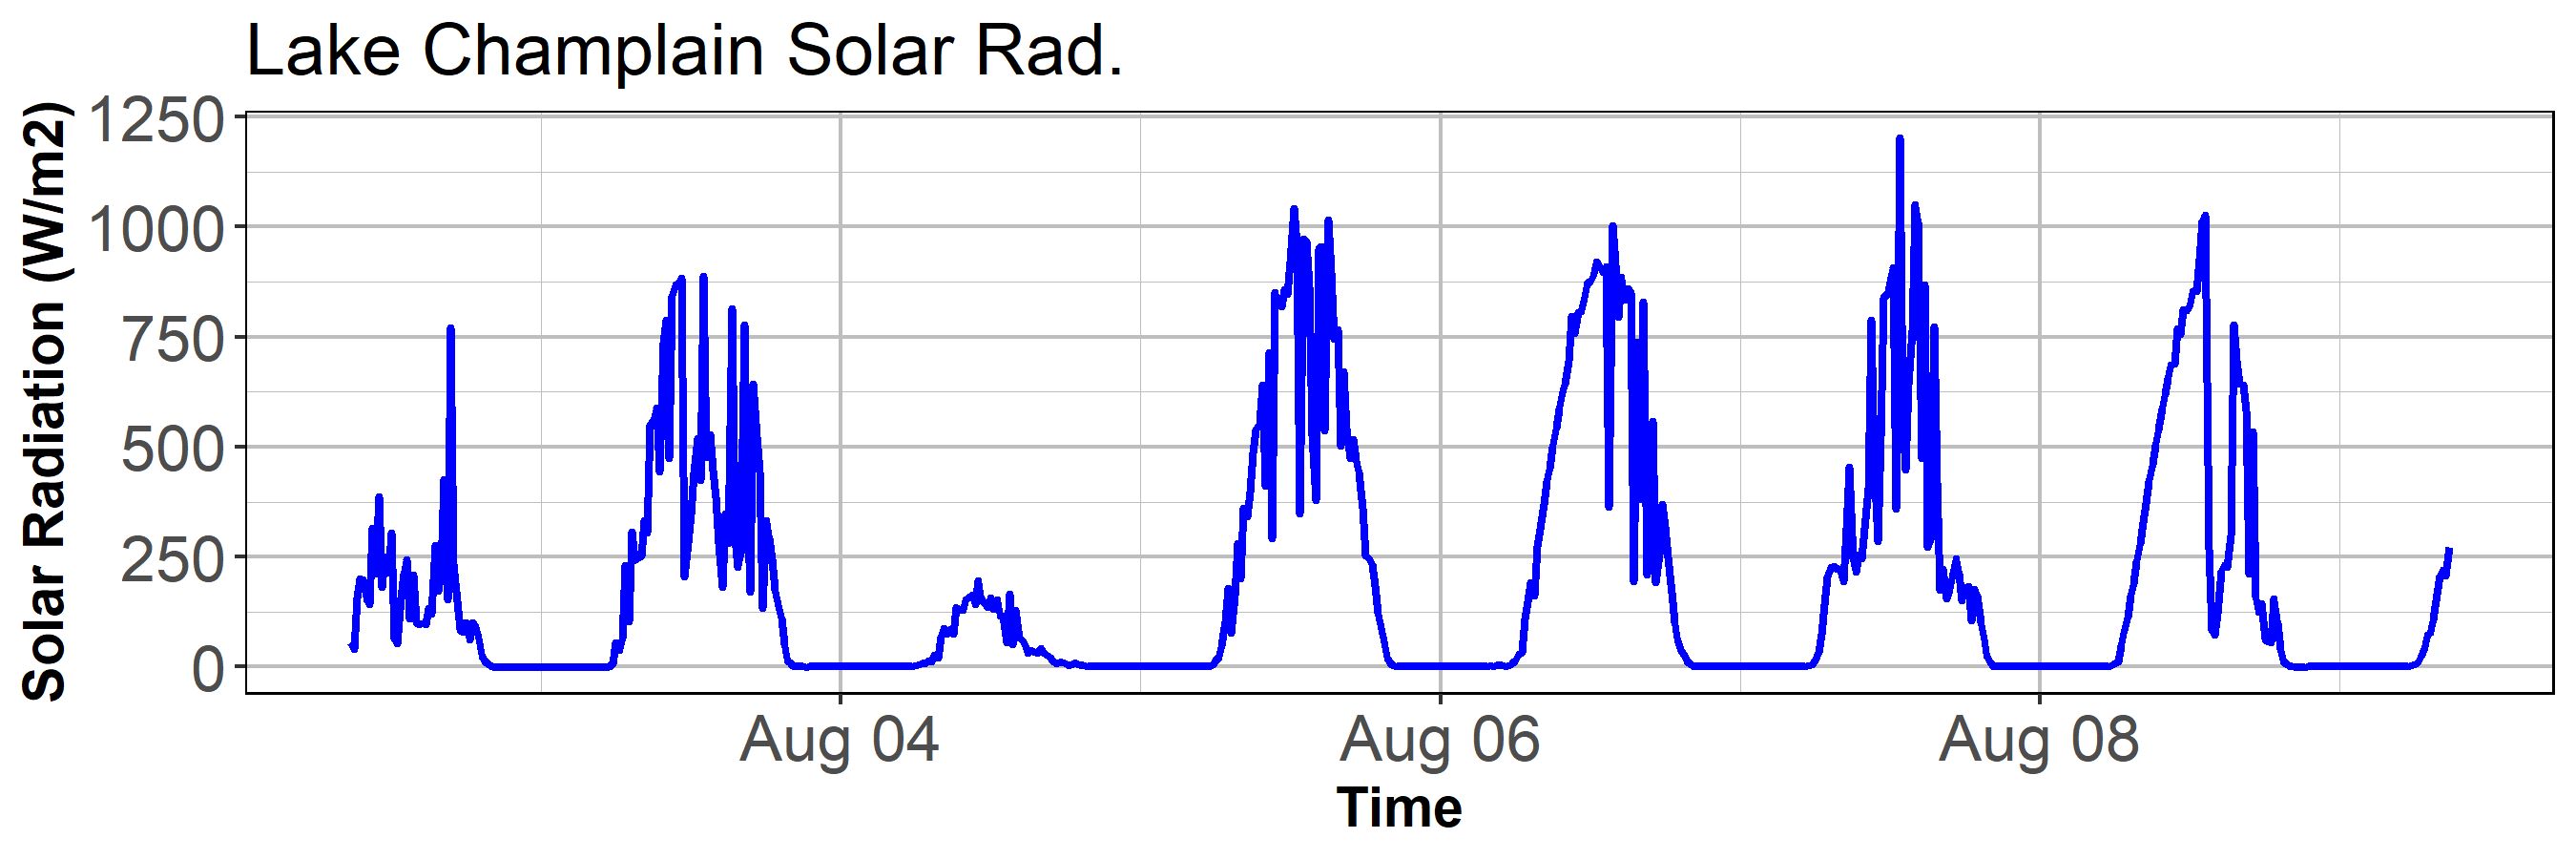 Lake Champlain Solar Rad.
Solar Radiation (W/m2)
1250
1000
750
500
250
0
Aug 04 Aug 06 Aug 08
Time